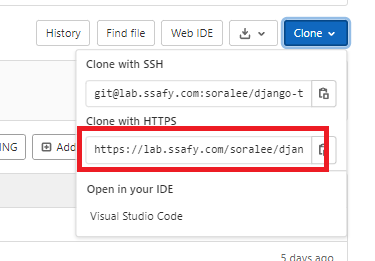 History Find file Web IDE Clone
Clone with SSH
git@lab.ssafy.com:soralee/django-t
Clone with HTTPS
https://lab.ssafy.com/soralee/djan
NING Add
Open in your IDE
Visual Studio Code
5 days ago